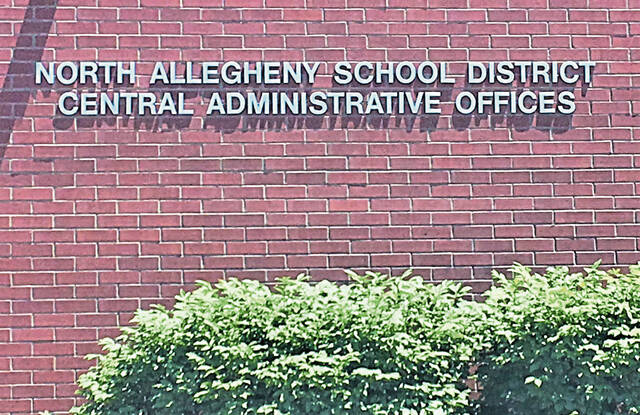 NORTH ALLEGHENY SCHOOL DISTRICT
CENTRAL ADMINISTRATIVE OFFICES